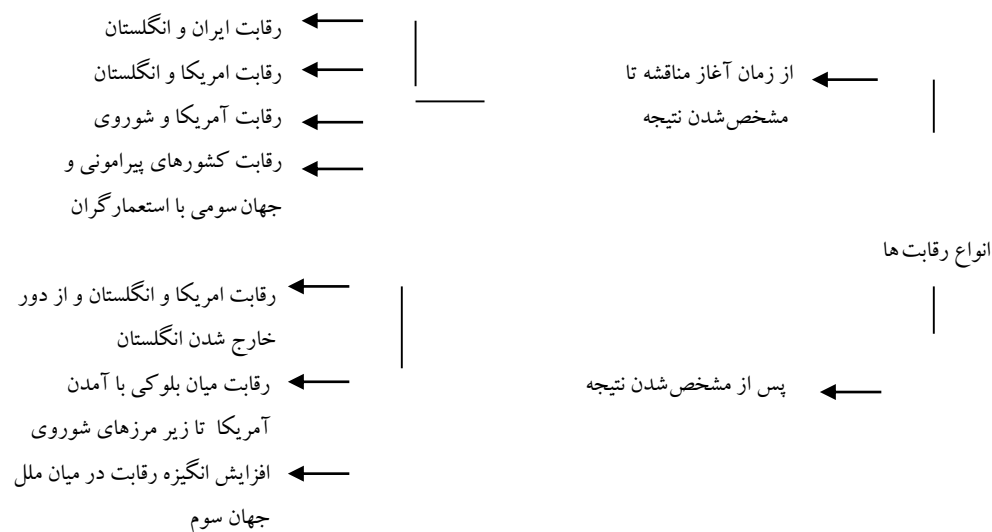 انواع رقابت‌ها
از زمان آغاز مناقشه تا
مشخص‌شدن نتیجه
رقابت ایران و انگلستان
رقابت امریکا و انگلستان
رقابت آمریکا و شوروی
رقابت کشورهای پیرامونی و
جهان‌سومی با استعمارگران
پس از مشخص‌شدن نتیجه
رقابت امریکا و انگلستان و از دور
خارج شدن انگلستان
رقابت میان بلوکی با آمدن
آمریکا تا زیر مرزهای شوروی
افزایش انگیزه رقابت در میان ملل
جهان سوم